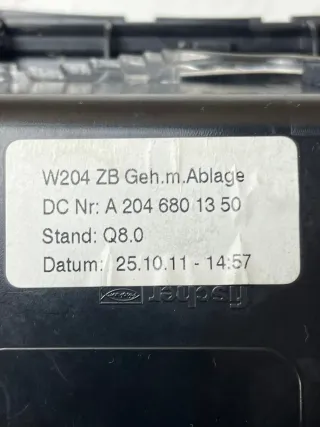 W204 ZB Geh.m.Ablage
DC Nr: A 204 680 13 50
Stand: Q8.0
Datum: 25.10.11 - 14:57
fischer